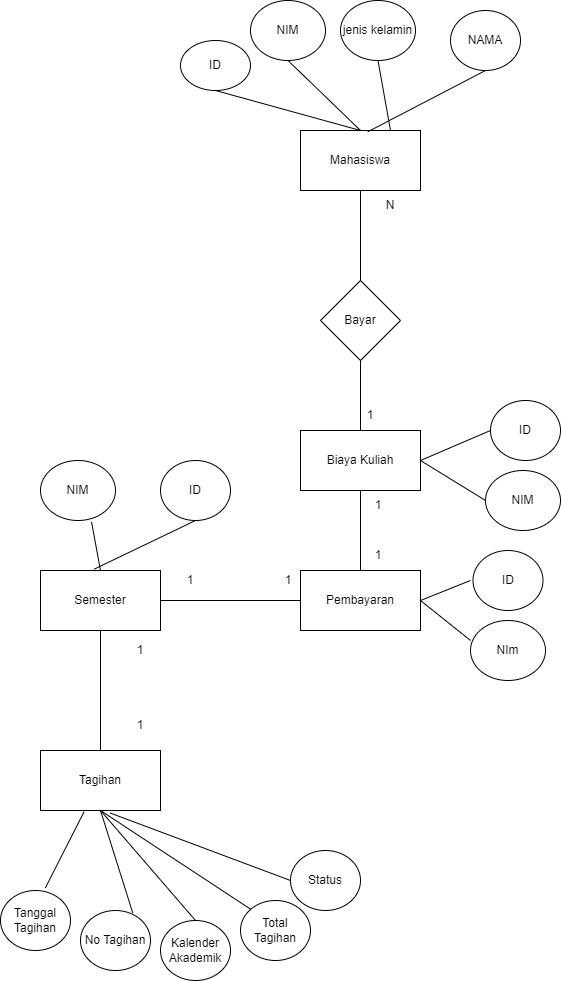 NIM
jenis kelamin
NAMA
ID
Mahasiswa
N
Bayar
1
Biaya Kuliah
ID
NIM
1
NIM
ID
1
Semester
1
1
Pembayaran
ID
NIm
1
1
Tagihan
Status
Tanggal
Tagihan
No Tagihan
Kalender
Akademik
Total
Tagihan